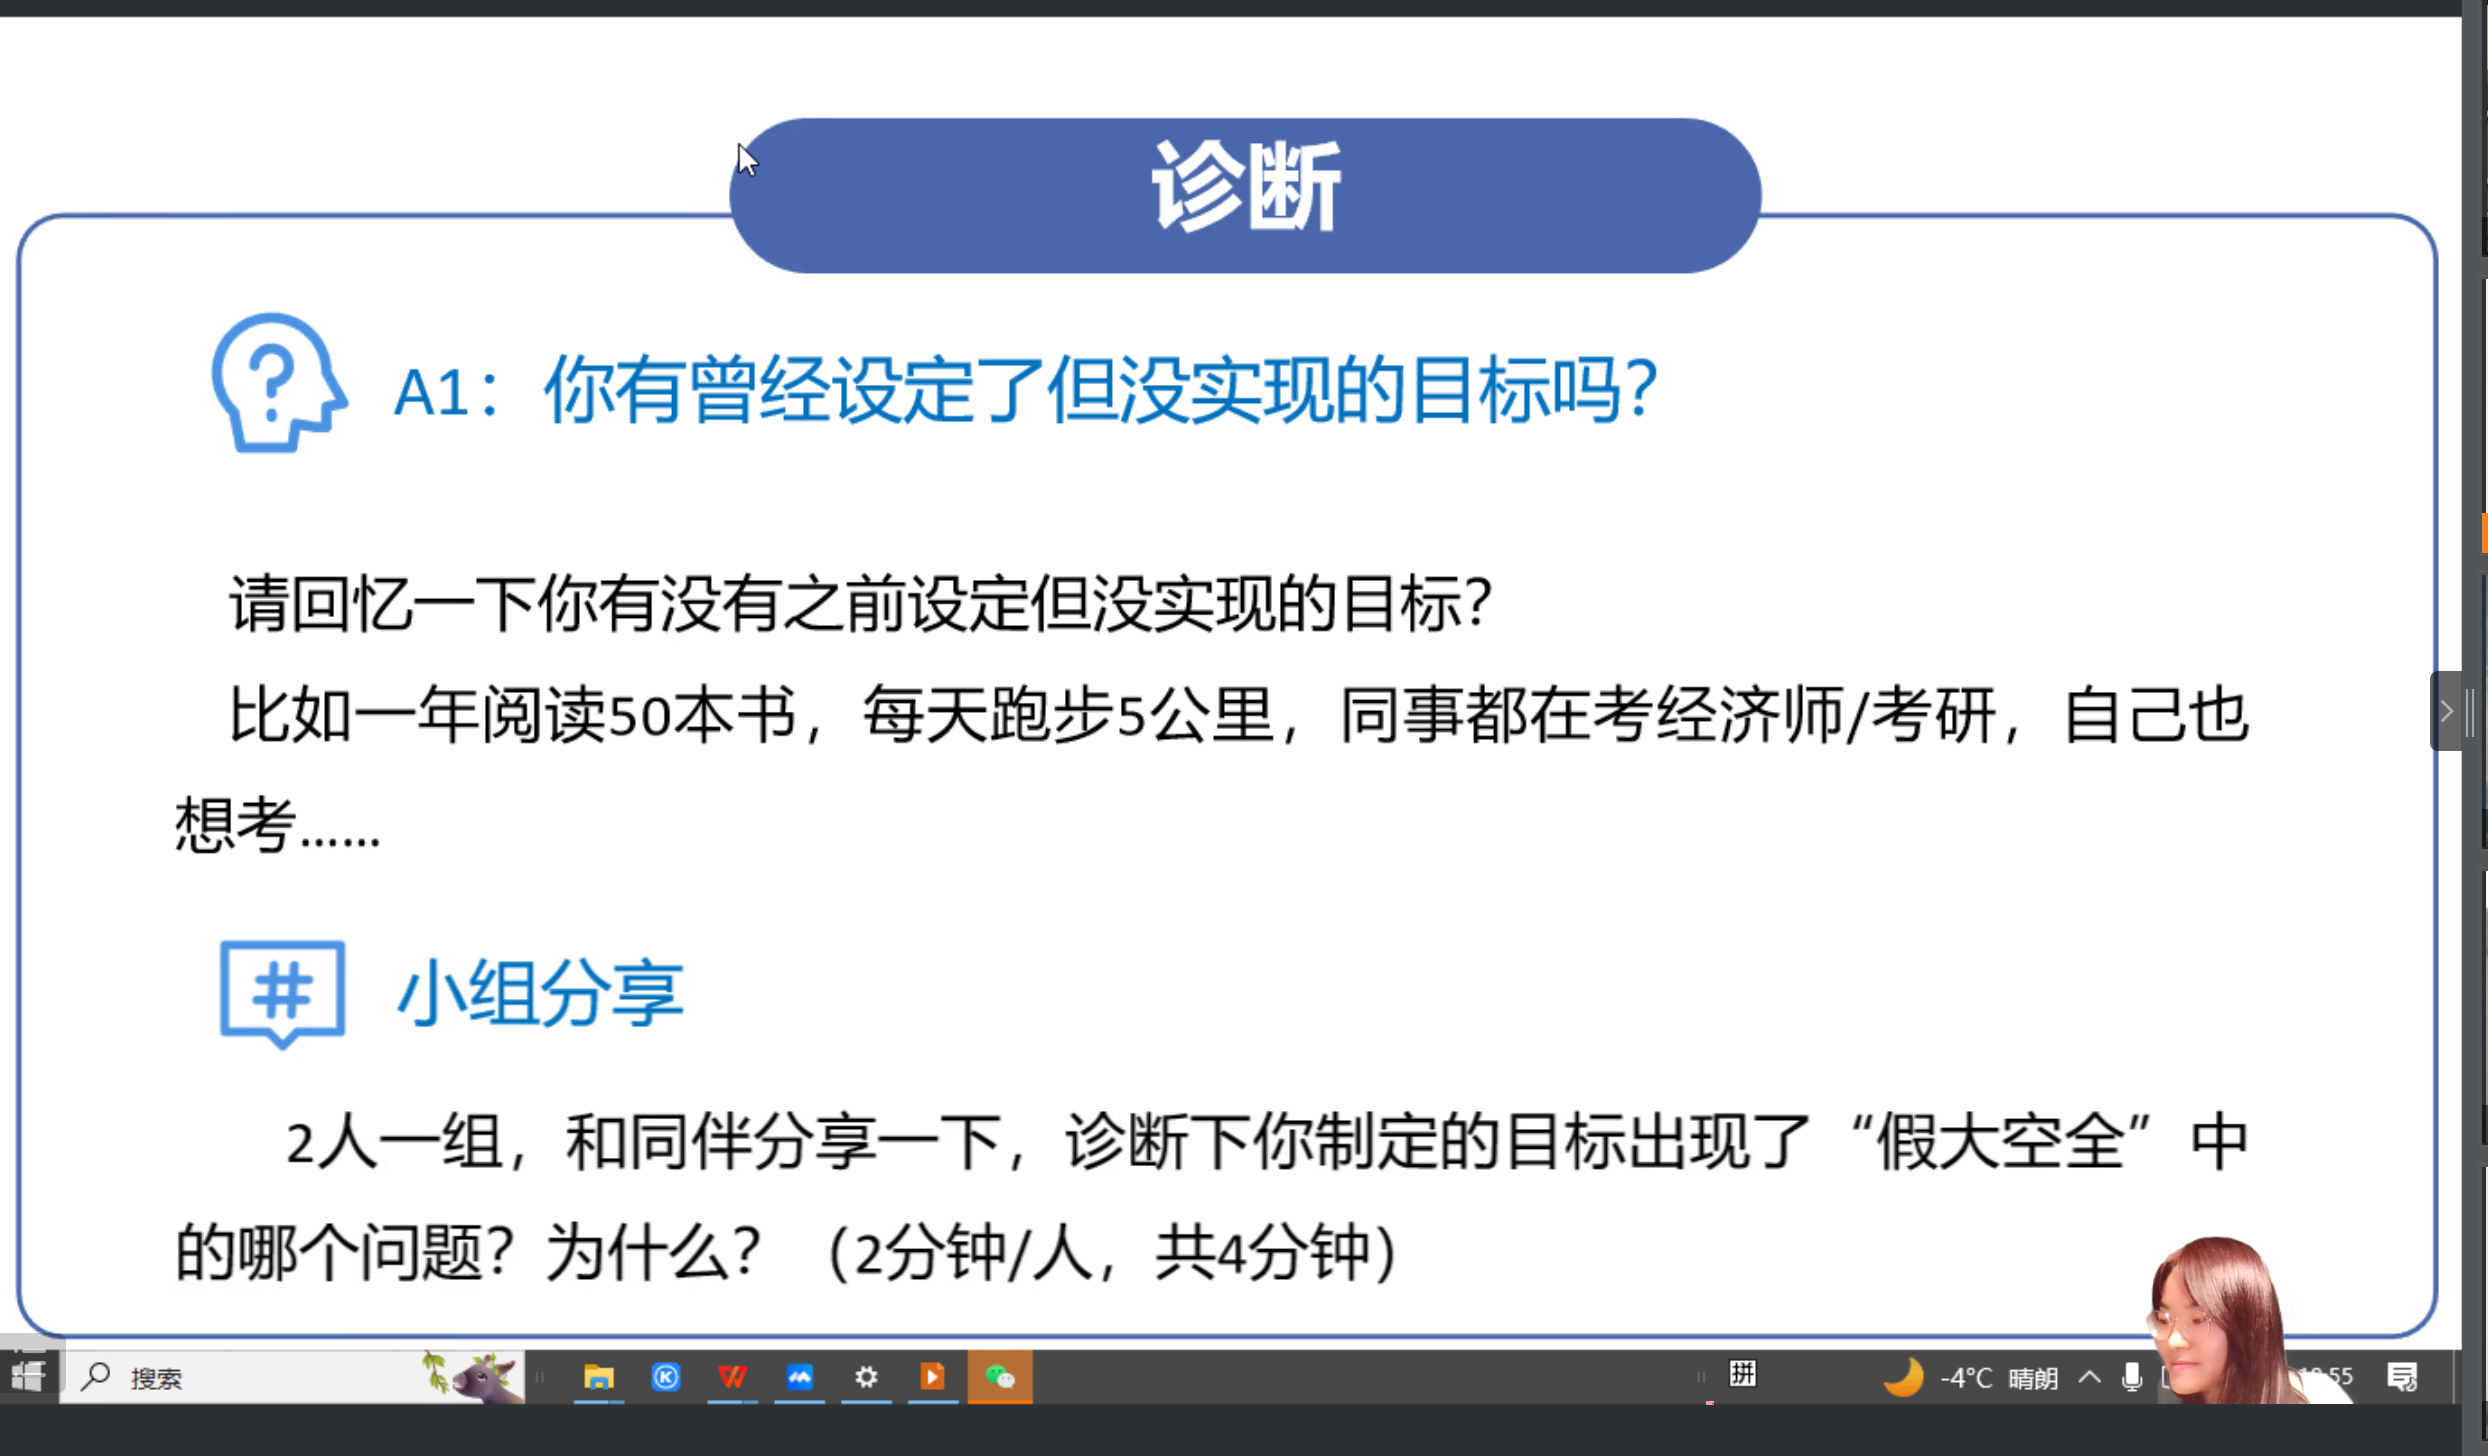 诊断
A1：你有曾经设定了但没实现的目标吗？
请回忆一下你有没有之前设定但没实现的目标？
比如一年阅读50本书，每天跑步5公里，同事都在考经济师/考研，自己也
想考……
小组分享
2人一组，和同伴分享一下，诊断下你制定的目标出现了“假大空全”中
的哪个问题？为什么？（2分钟/人，共4分钟）
搜索
拼
-4°C 晴朗